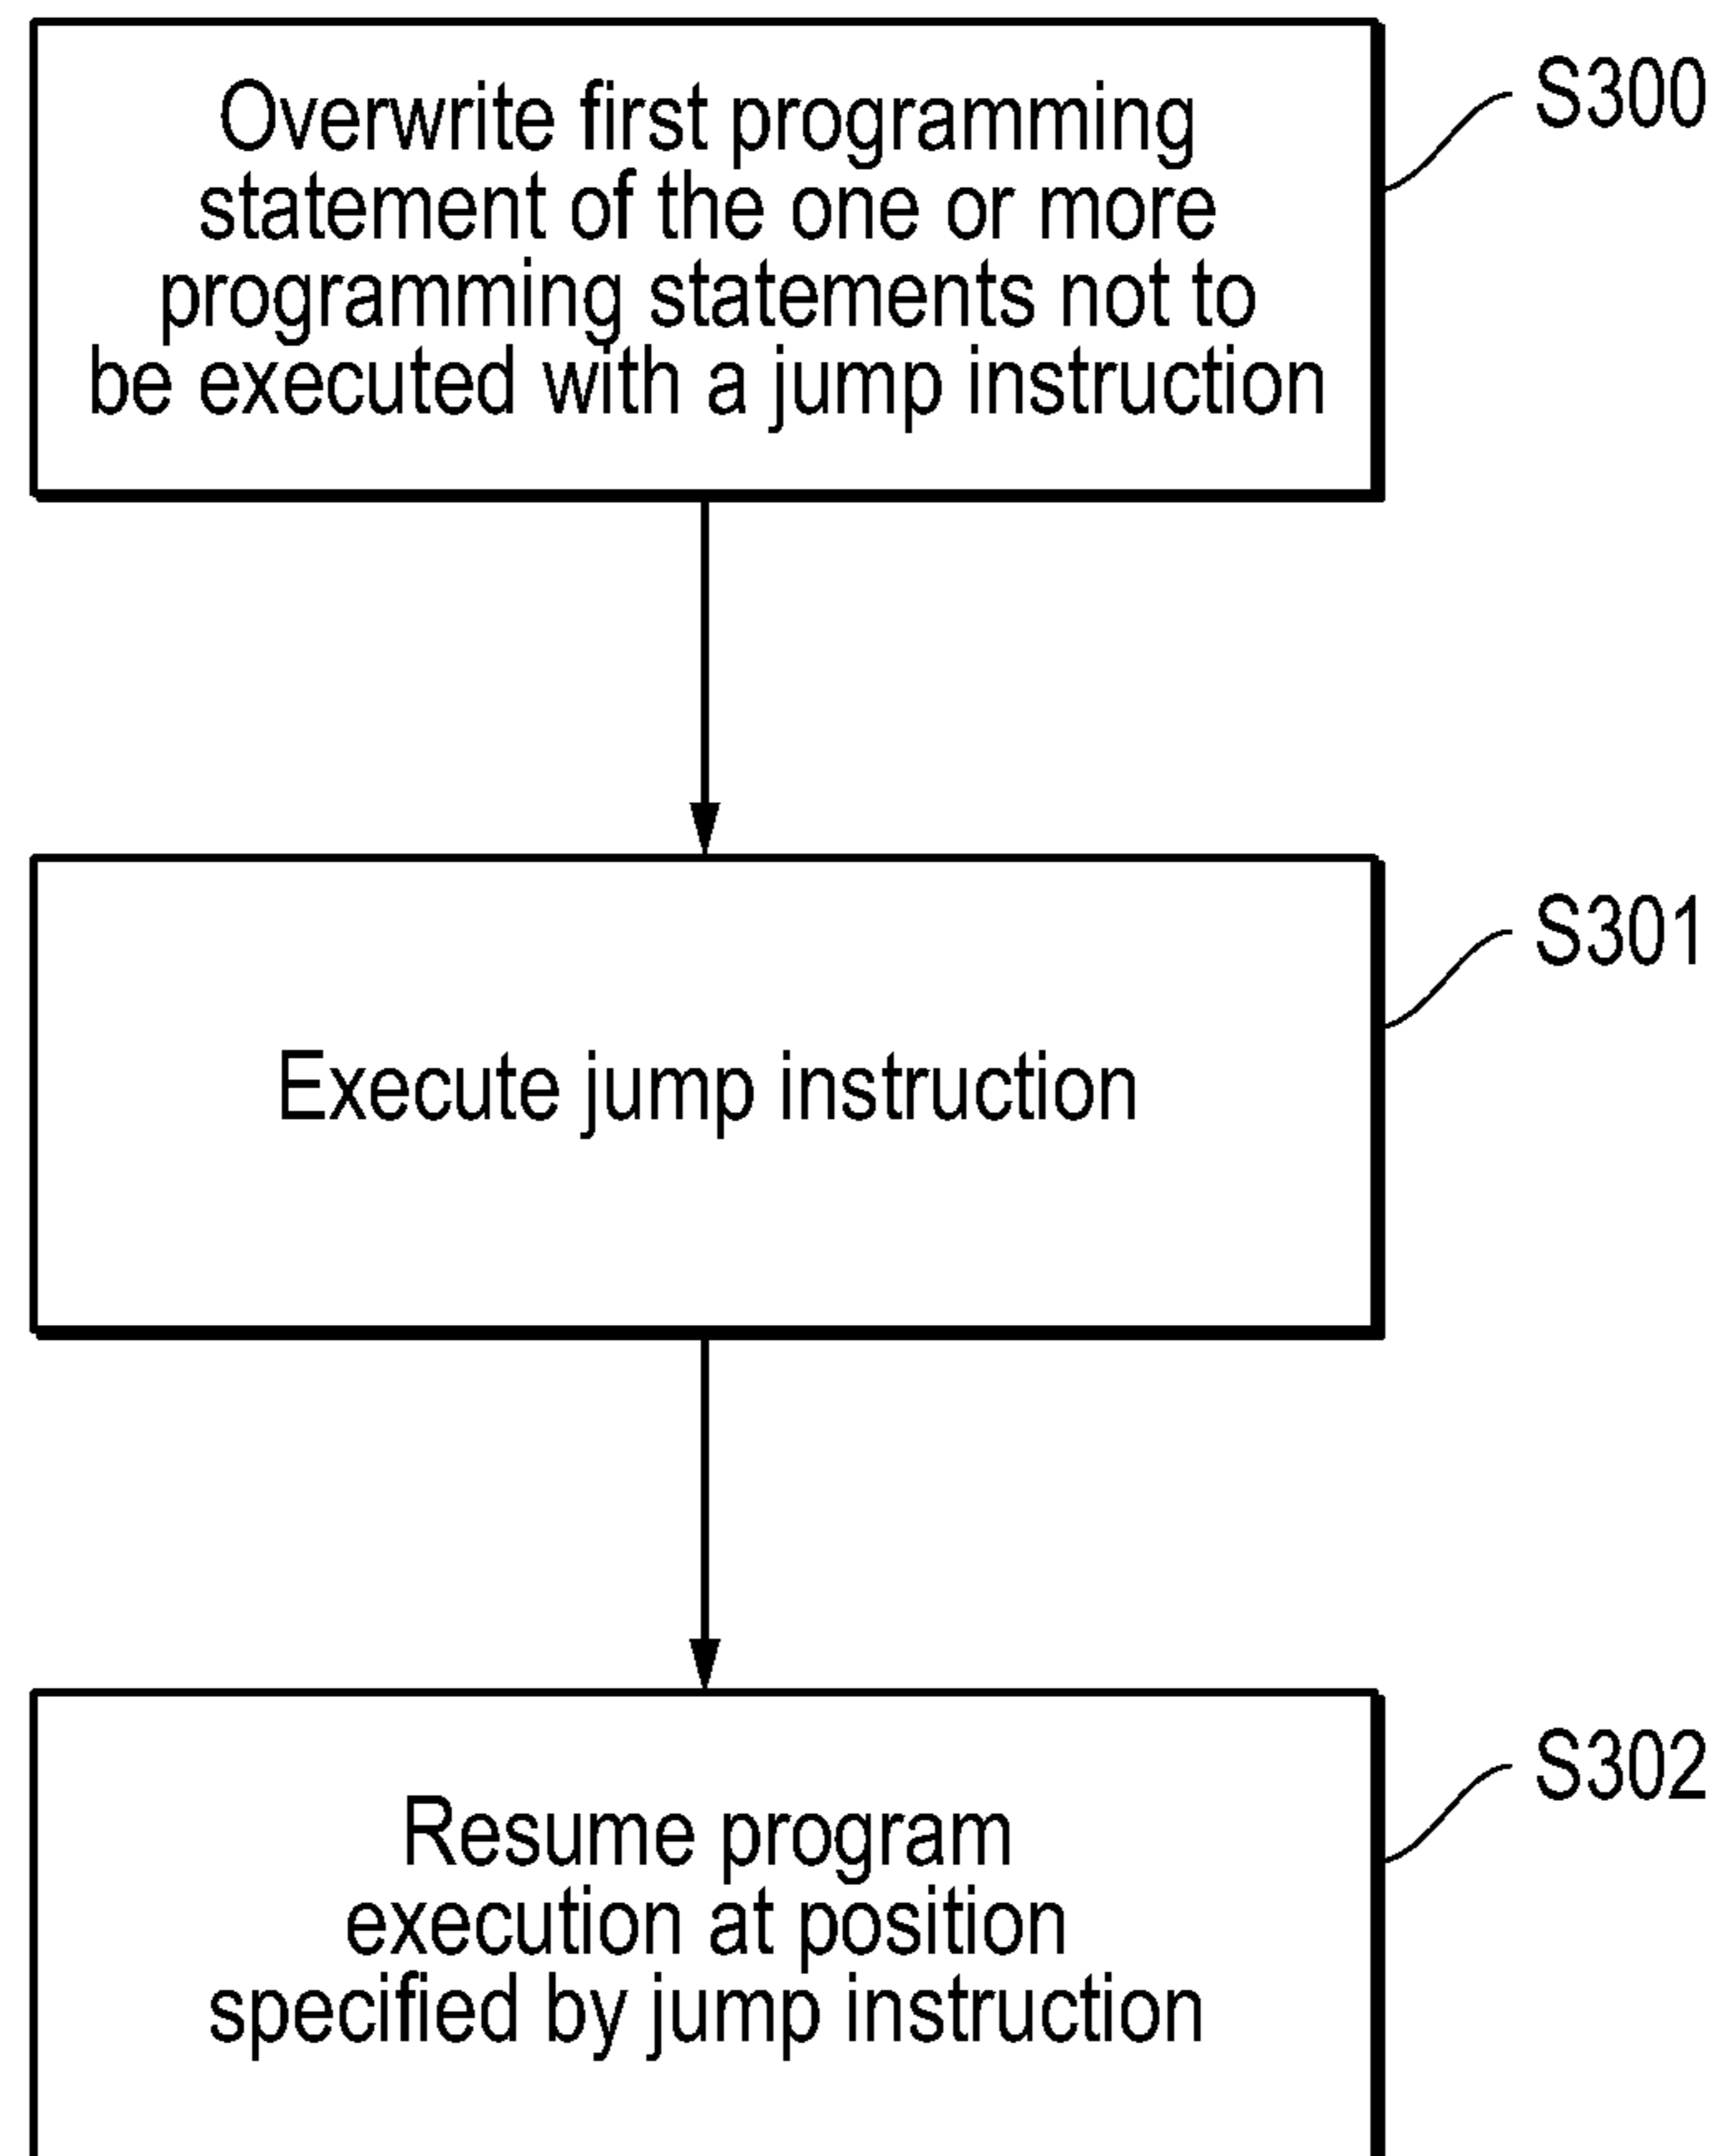 Overwrite first programming
statement of the one or more
programming statements not to
be executed with a jump instruction
S300
Execute jump instruction
S301
Resume program
execution at position
specified by jump instruction
S302